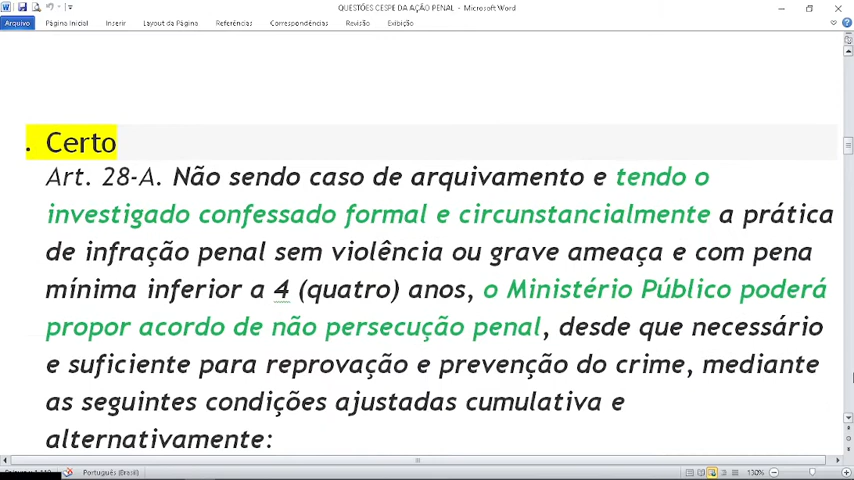 QUESTÕES CESPE DA AÇÃO PENAL - Microsoft Word
Arquivo Página Inicial Inserir Layout da Página Referências Correspondências Revisão Exibição
. Certo
Art. 28-A. Não sendo caso de arquivamento e tendo o
investigado confessado formal e circunstancialmente a prática
de infração penal sem violência ou grave ameaça e com pena
mínima inferior a 4 (quatro) anos, o Ministério Público poderá
propor acordo de não persecução penal, desde que necessário
e suficiente para reprovação e prevenção do crime, mediante
as seguintes condições ajustadas cumulativa e
alternativamente:
Português (Brasil) 130%